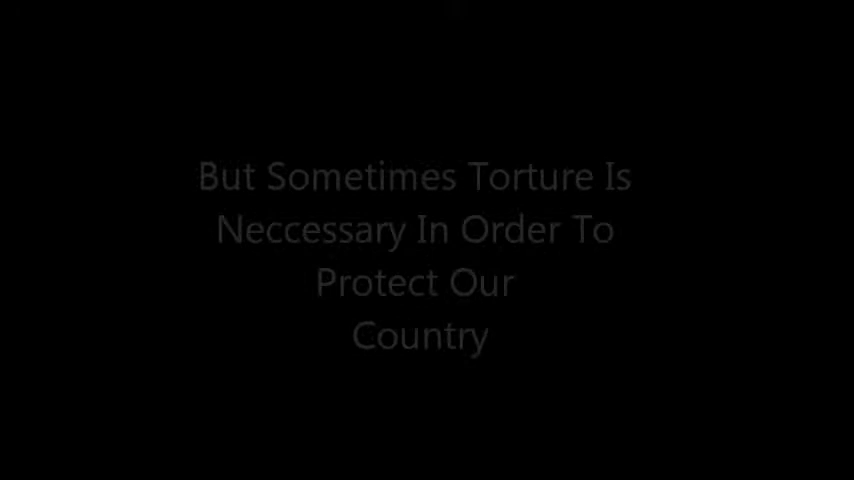 But Sometimes Torture Is
Neccessary In Order To
Protect Our
Country